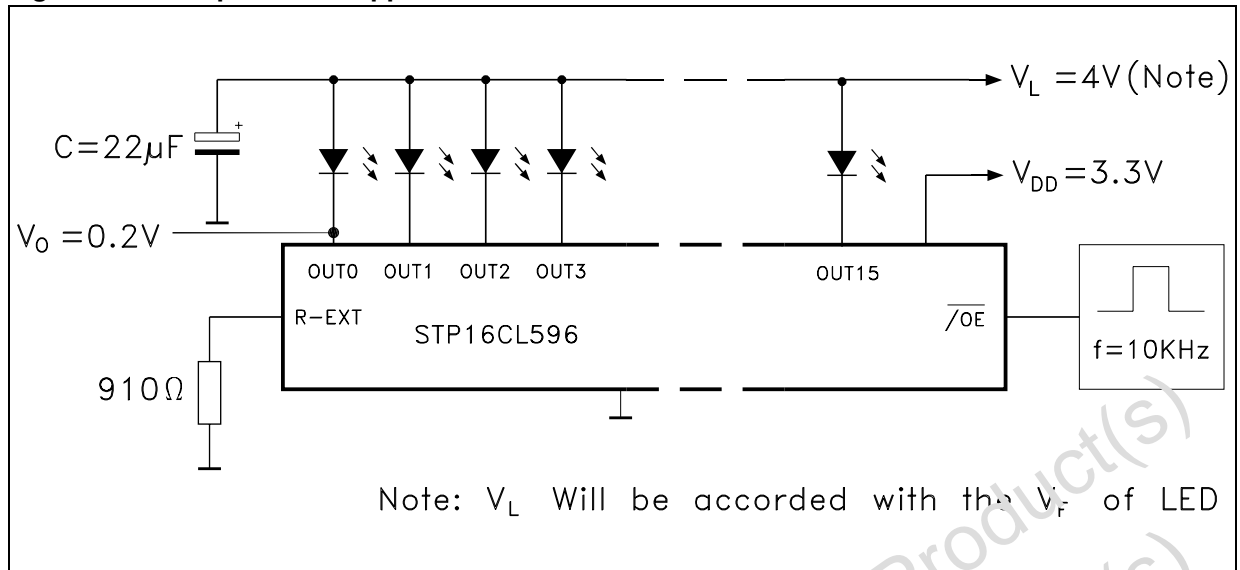 V_L =4V(Note)
C=22µF
V_DD=3.3V
V_O =0.2V
OUT0 OUT1 OUT2 OUT3 OUT15
R-EXT
/OE
STP16CL596
f=10KHz
910Ω
Note: V_L Will be accorded with the V_F of LED
Product(s)